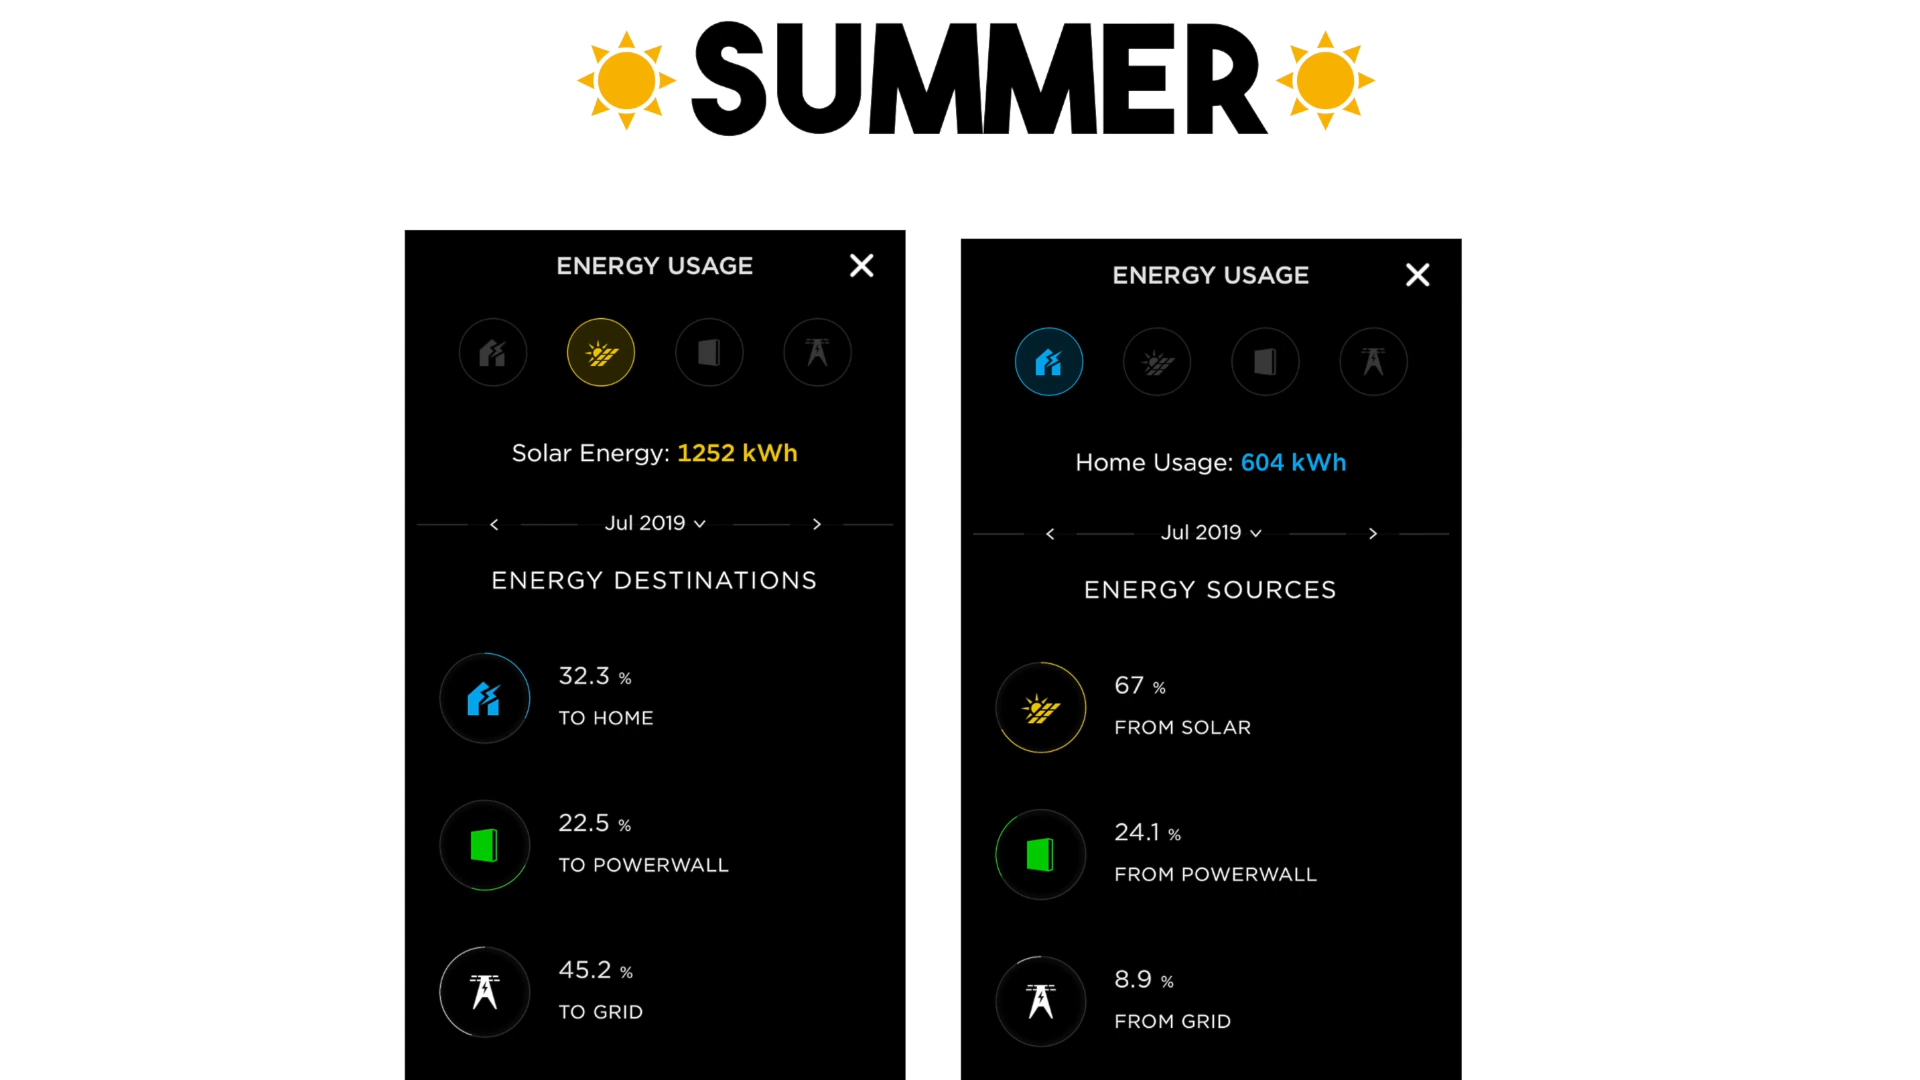 SUMMER
ENERGY USAGE
Solar Energy: 1252 kWh
Jul 2019
ENERGY DESTINATIONS
32.3 %
TO HOME
22.5 %
TO POWERWALL
45.2 %
TO GRID
ENERGY USAGE
Home Usage: 604 kWh
Jul 2019
ENERGY SOURCES
67 %
FROM SOLAR
24.1 %
FROM POWERWALL
8.9 %
FROM GRID